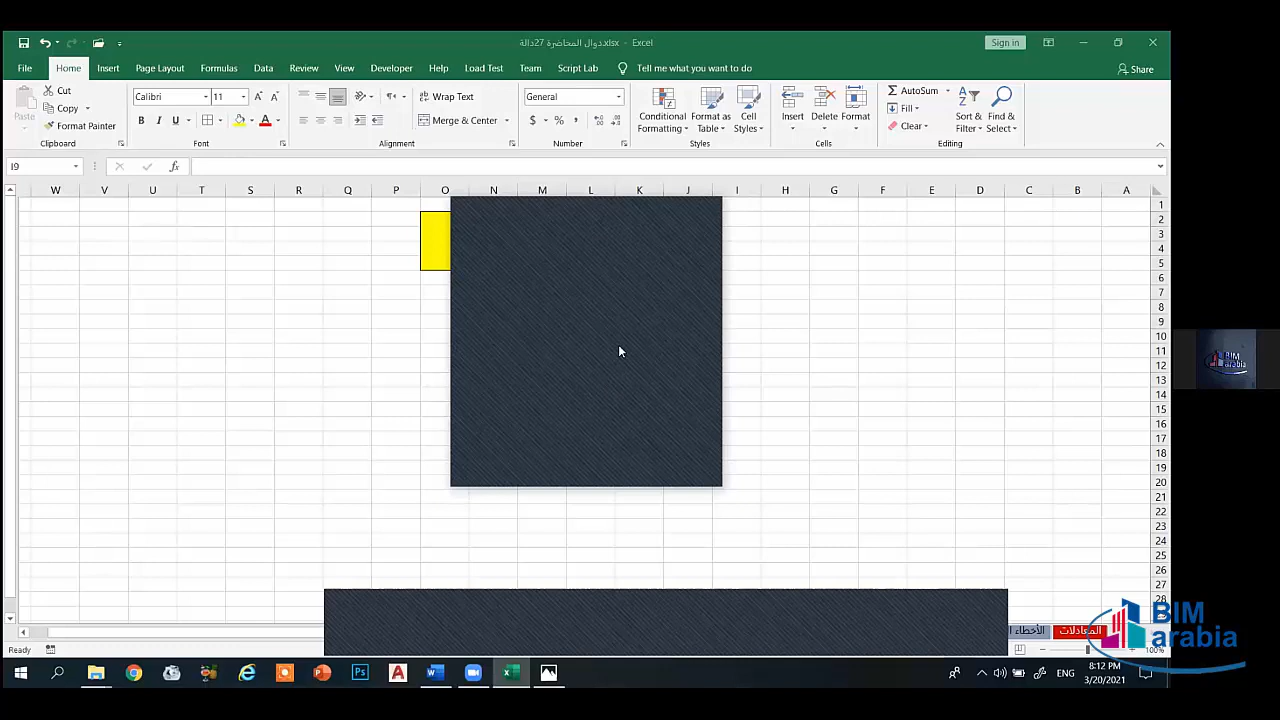 دوال المحاضرة 27دالة.xlsx - Excel
Sign in
File Home Insert Page Layout Formulas Data Review View Developer Help Load Test Team Script Lab Tell me what you want to do
Share
Paste
Cut
Copy
Format Painter
Clipboard
Calibri 11
B I U
Font
Wrap Text
Merge & Center
Alignment
General
$ % ,
Number
Conditional Formatting
Format as Table
Cell Styles
Styles
Insert
Delete
Format
Cells
AutoSum
Fill
Clear
Sort & Filter
Find & Select
Editing
I9
fx
W V U T S R Q P O N M L K J I H G F E D C B A
1
2
3
4
5
6
7
8
9
10
11
12
13
14
15
16
17
18
19
20
21
22
23
24
25
26
27
28
المعادلات
الأخطاء
Ready
100%
BIM
arabia
BIM
arabia
ENG
8:12 PM
3/20/2021